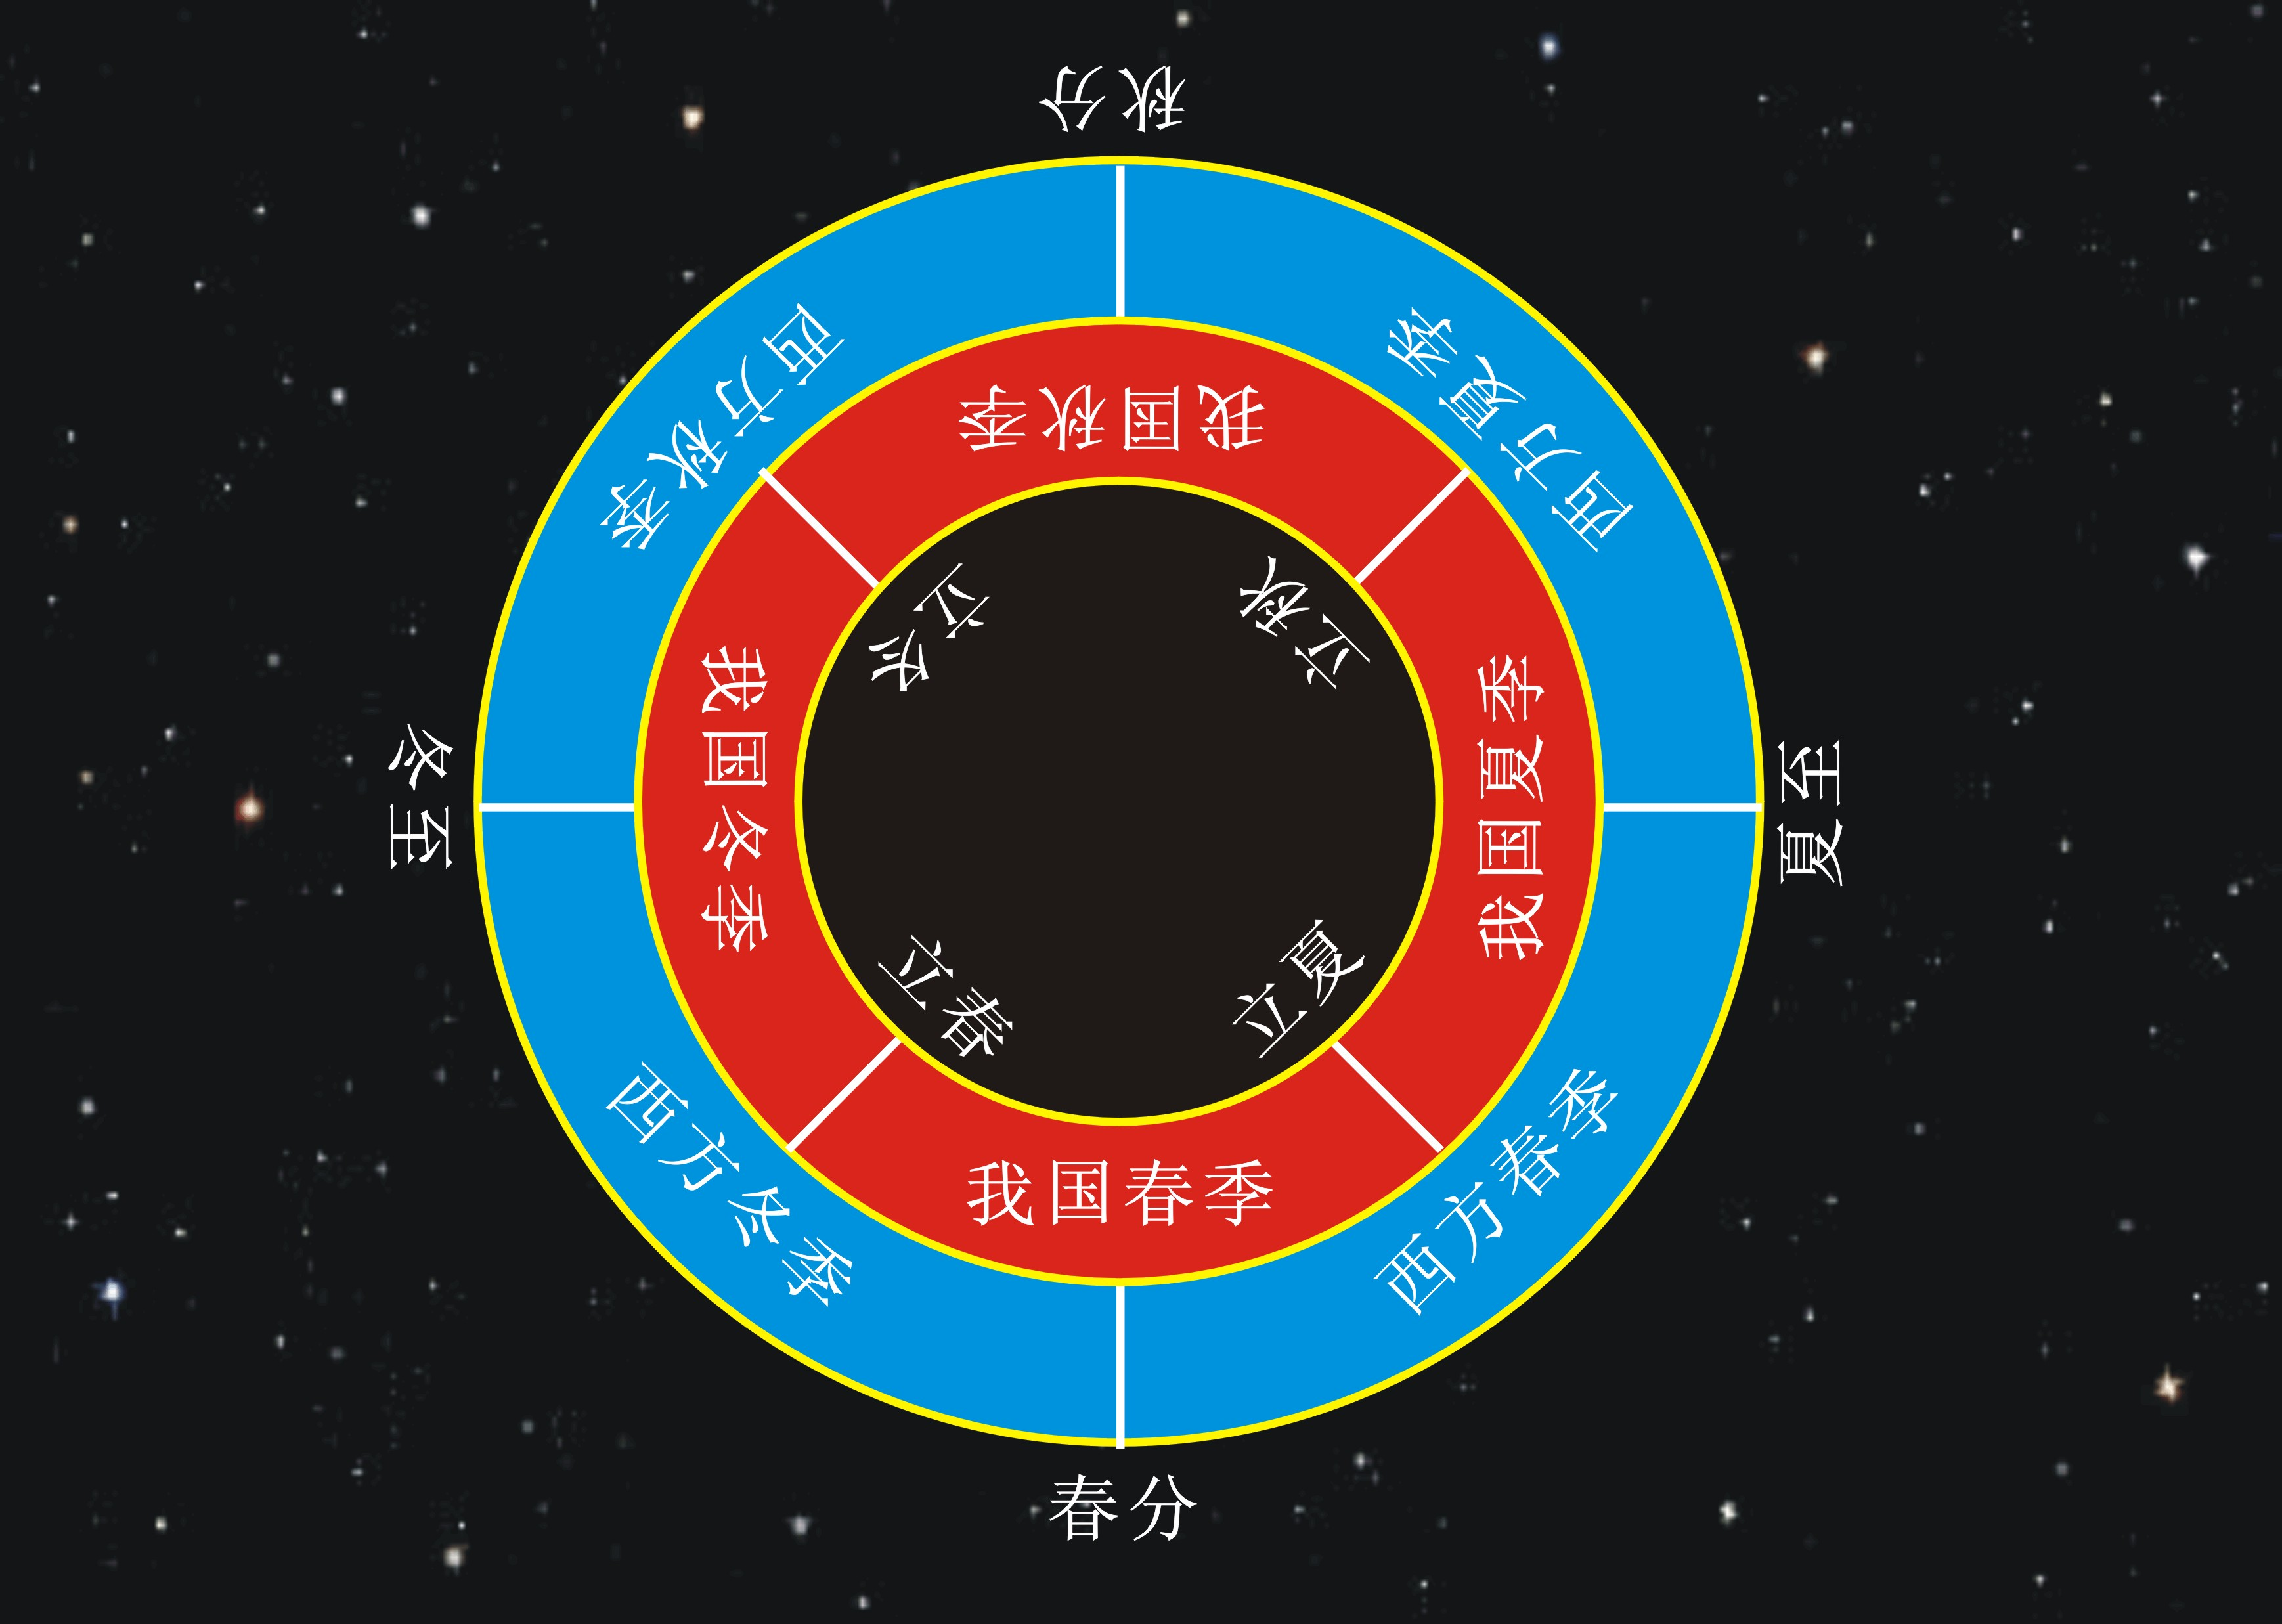 秋分
西方秋季
西方夏季
我国秋季
立冬
立秋
冬至
我国冬季
我国夏季
夏至
立春
立夏
西方冬季
西方春季
我国春季
春分